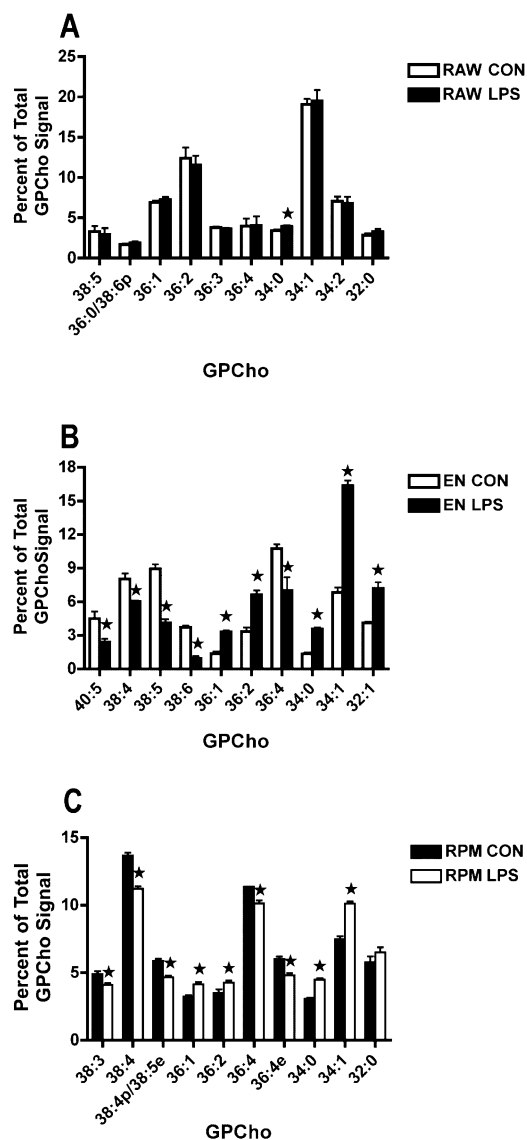 A
Percent of Total
GPCho Signal
25
20
15
10
5
0
RAW CON
RAW LPS
★
38:5
36:0/38:6p
36:1
36:2
36:3
36:4
34:0
34:1
34:2
32:0
GPCho
B
Percent of Total
GPChoSignal
18
15
12
9
6
3
0
EN CON
EN LPS
40:5
38:4
38:5
38:6
36:1
36:2
36:4
34:0
34:1
32:1
GPCho
C
Percent of Total
GPCho Signal
15
10
5
0
RPM CON
RPM LPS
38:3
38:4
38:4p/38:5e
36:1
36:2
36:4
36:4e
34:0
34:1
32:0
GPCho